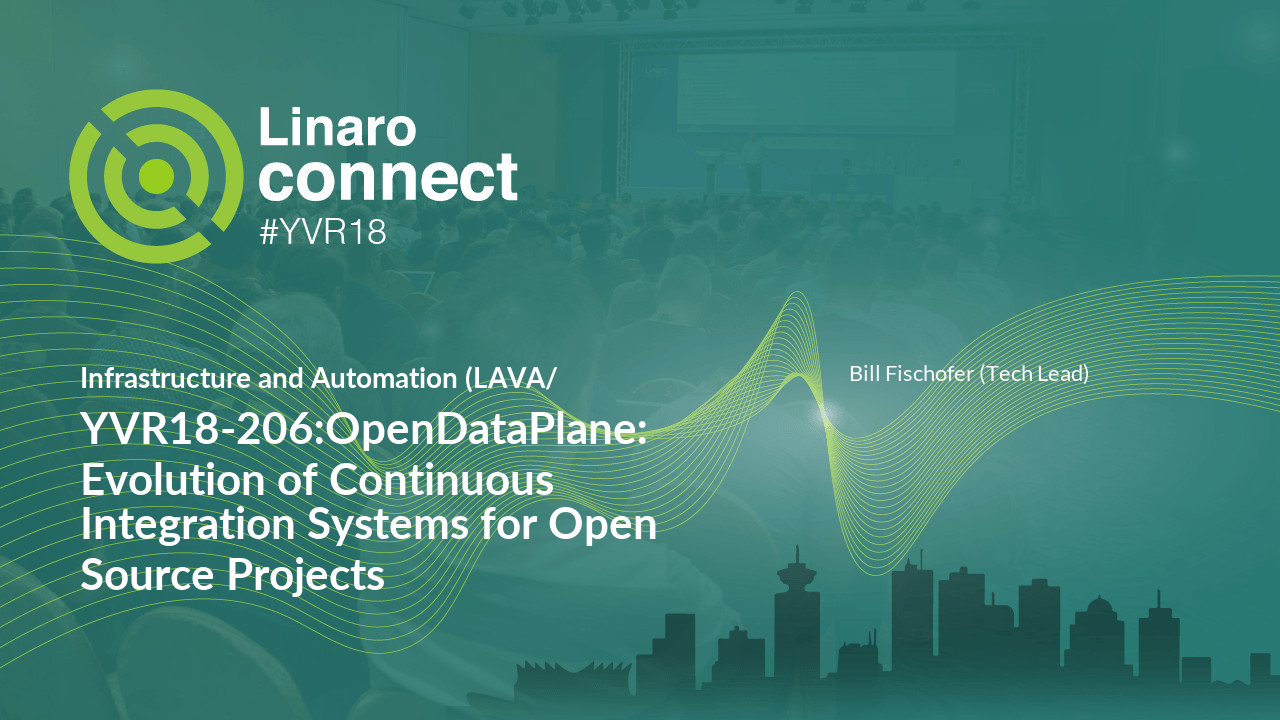 Linaro
connect
#YVR18
Infrastructure and Automation (LAVA/
Bill Fischofer (Tech Lead)
YVR18-206:OpenDataPlane:
Evolution of Continuous
Integration Systems for Open
Source Projects